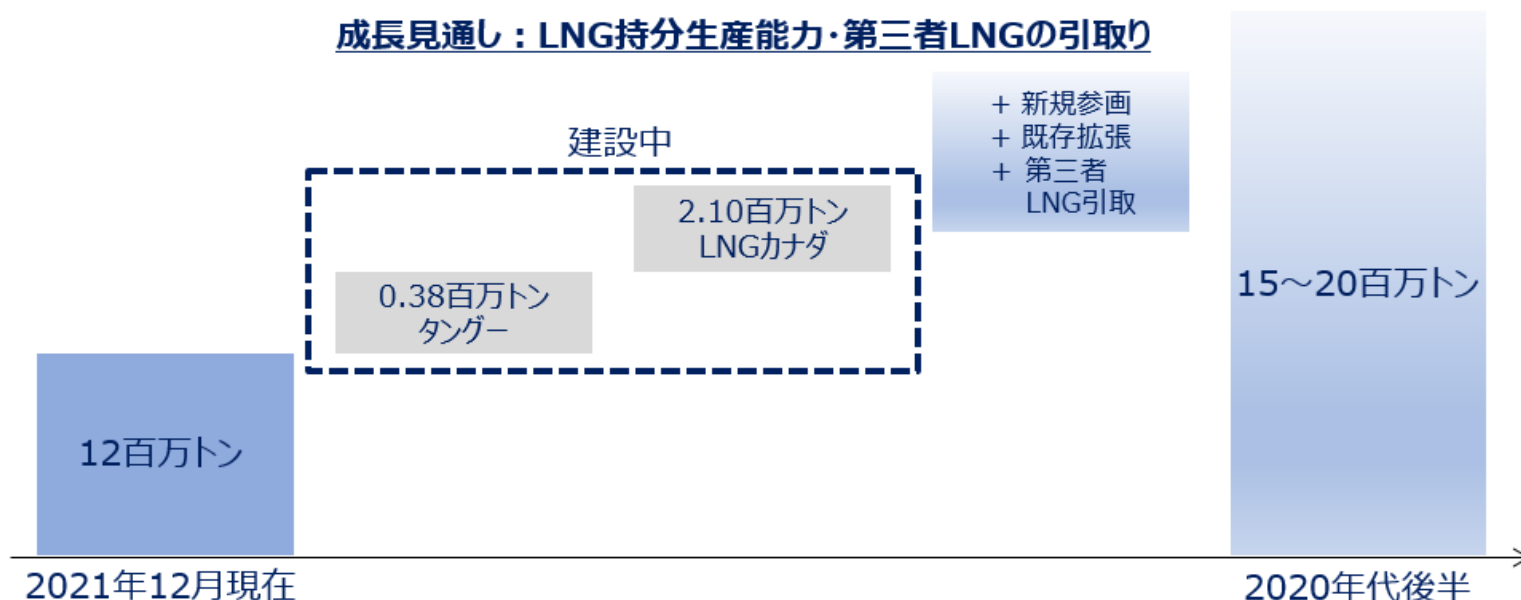 成長見通し：LNG持分生産能力･第三者LNGの引取り
建設中
+ 新規参画
+ 既存拡張
+ 第三者
LNG引取
2.10百万トン
LNGカナダ
0.38百万トン
タングー
12百万トン
15～20百万トン
2021年12月現在
2020年代後半